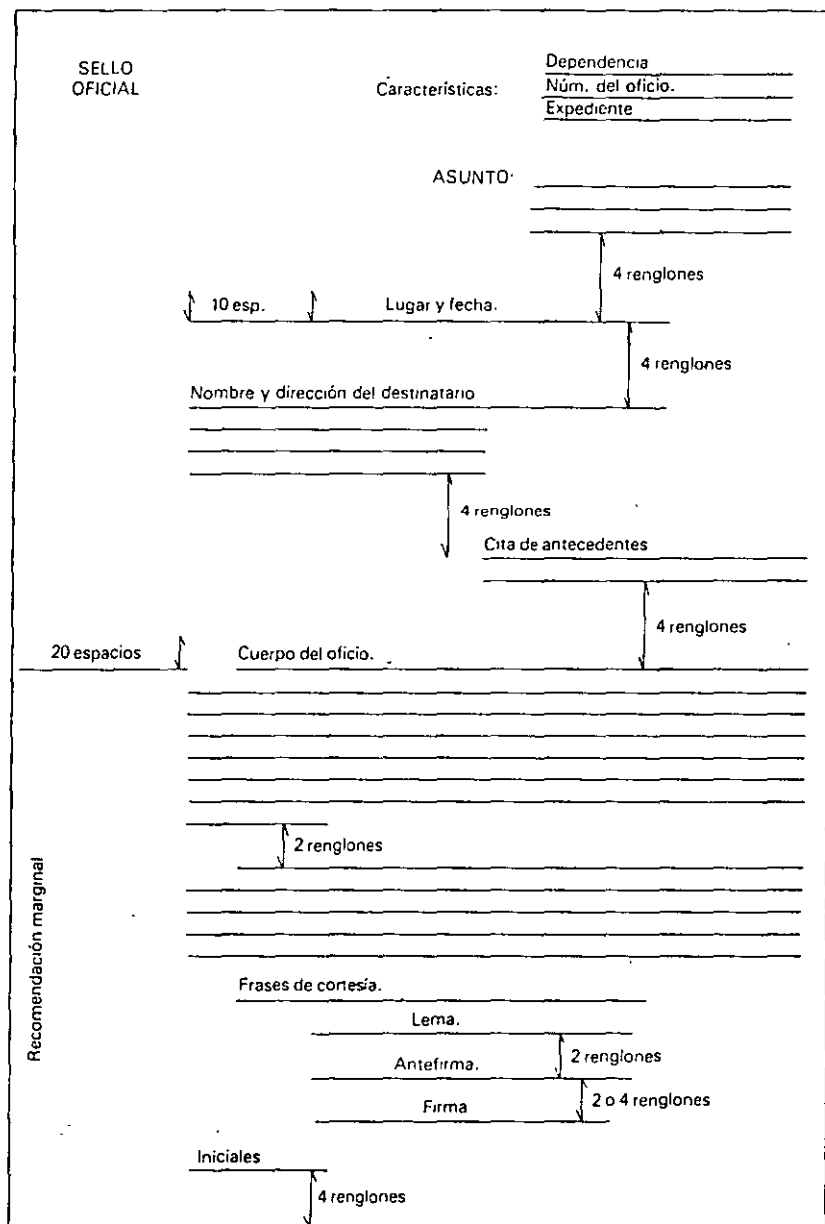 SELLO
OFICIAL
Características:
Dependencia
Núm. del oficio.
Expediente
ASUNTO:
4 renglones
10 esp.
Lugar y fecha.
4 renglones
Nombre y dirección del destinatario
4 renglones
Cita de antecedentes
4 renglones
20 espacios
Cuerpo del oficio.
2 renglones
Recomendación marginal
Frases de cortesía.
Lema.
2 renglones
Antefirma.
2 o 4 renglones
Firma
Iniciales
4 renglones